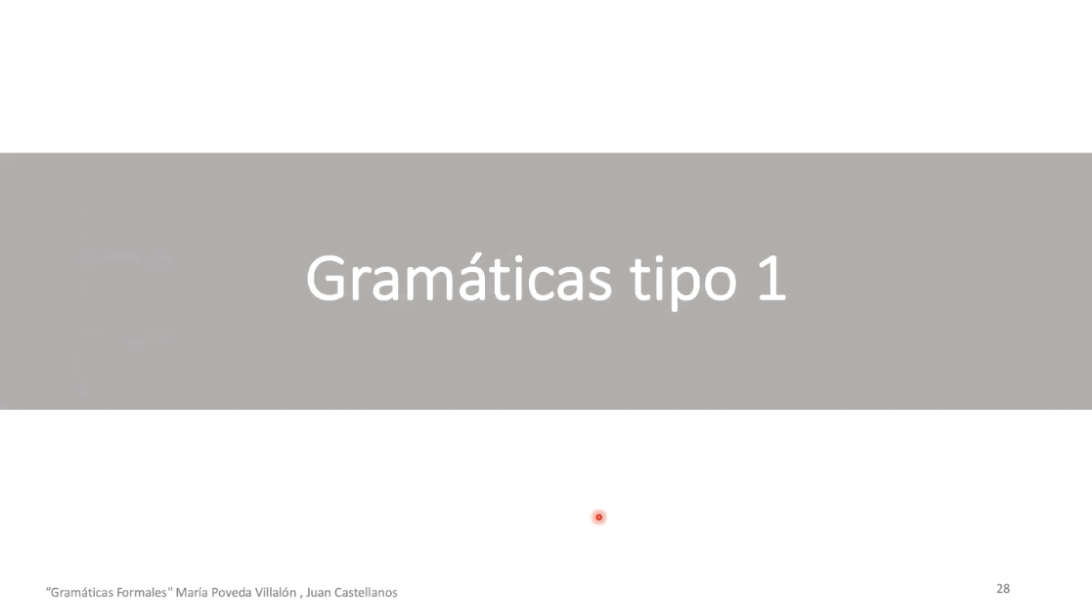 Gramáticas tipo 1
“Gramáticas Formales" María Poveda Villalón , Juan Castellanos
28